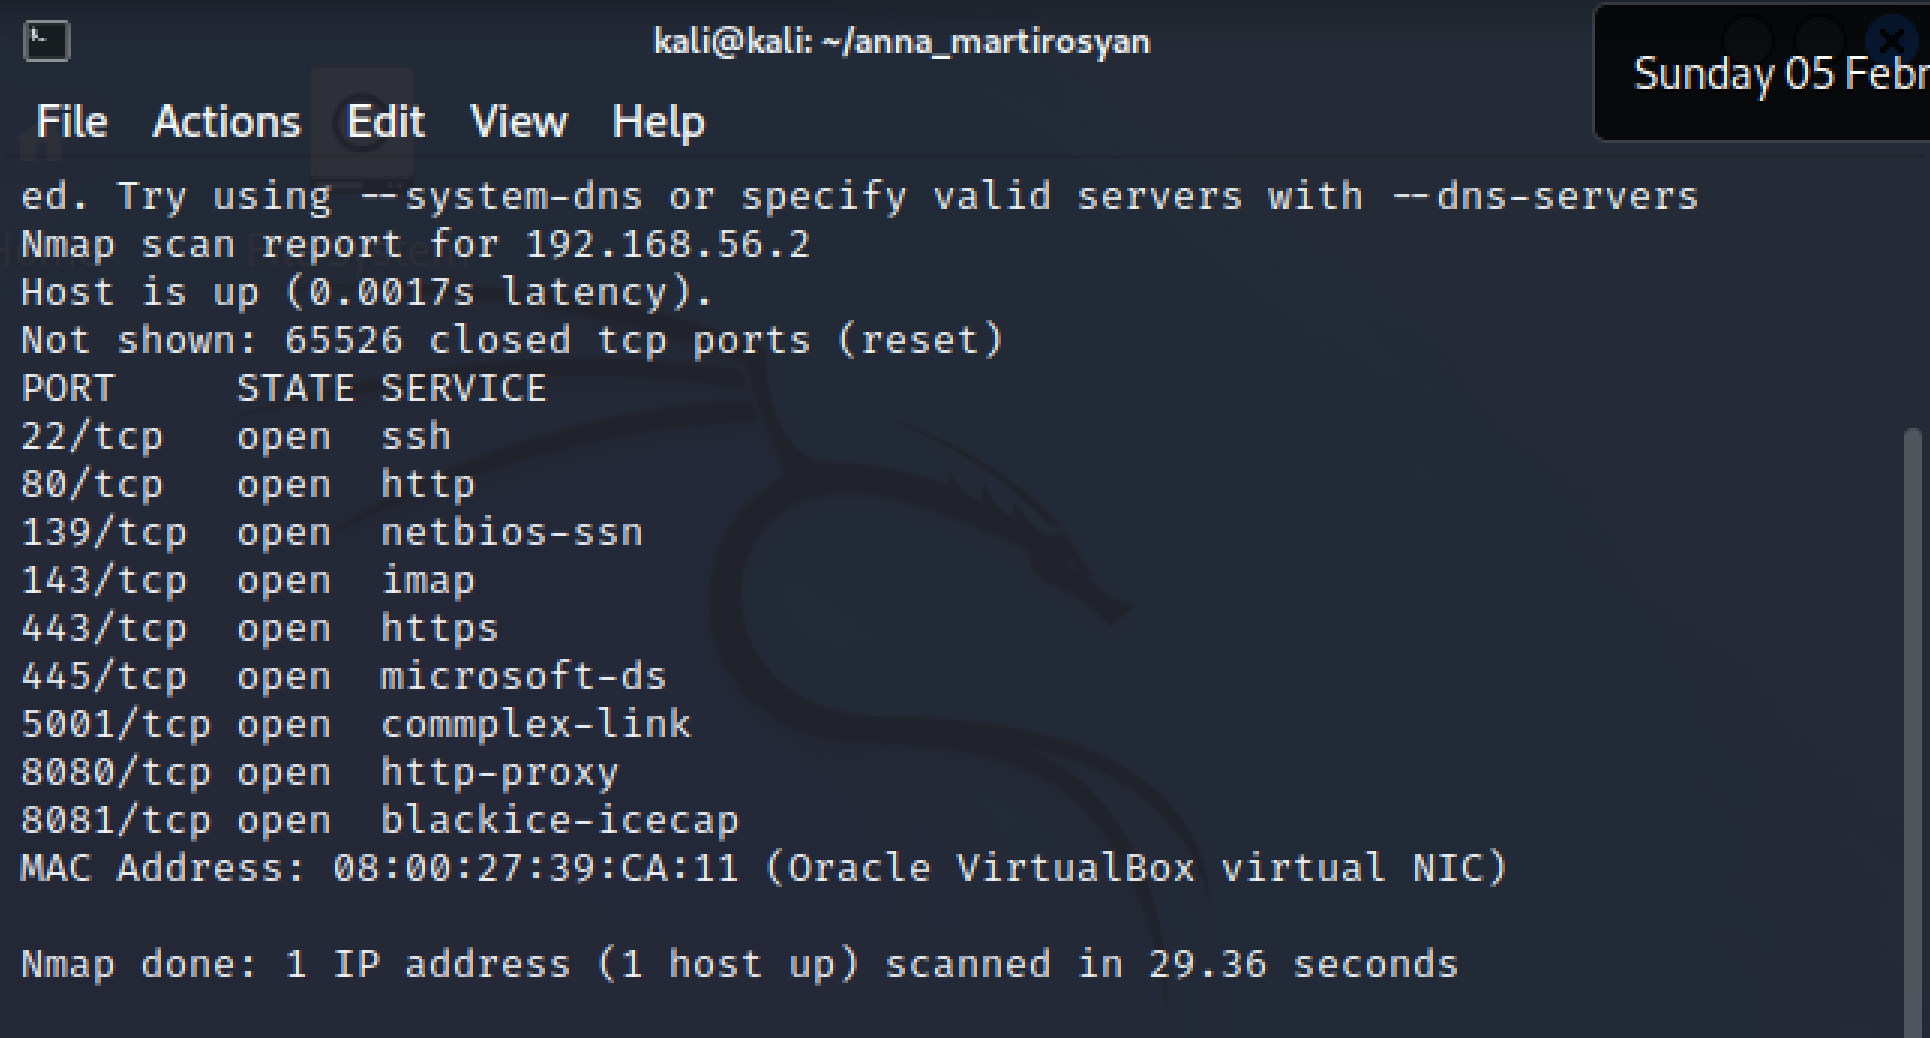 kali@kali: ~/anna_martirosyan
Sunday 05 Febr
File Actions Edit View Help
ed. Try using --system-dns or specify valid servers with --dns-servers
Nmap scan report for 192.168.56.2
Host is up (0.0017s latency).
Not shown: 65526 closed tcp ports (reset)
PORT     STATE SERVICE
22/tcp   open  ssh
80/tcp   open  http
139/tcp  open  netbios-ssn
143/tcp  open  imap
443/tcp  open  https
445/tcp  open  microsoft-ds
5001/tcp open  commplex-link
8080/tcp open  http-proxy
8081/tcp open  blackice-icecap
MAC Address: 08:00:27:39:CA:11 (Oracle VirtualBox virtual NIC)
Nmap done: 1 IP address (1 host up) scanned in 29.36 seconds